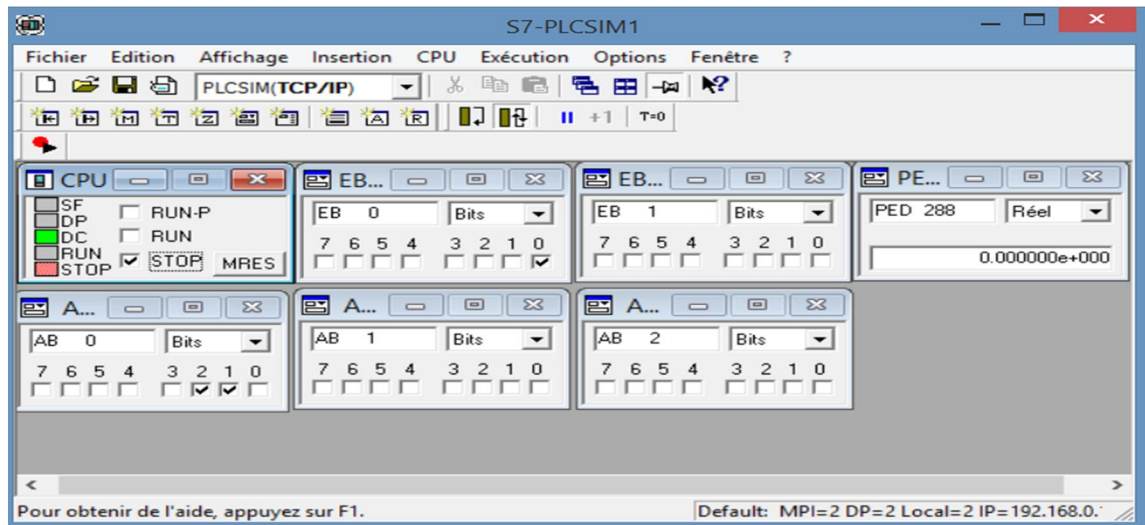 S7-PLCSIM1
Fichier Edition Affichage Insertion CPU Exécution Options Fenêtre ?
PLCSIM(TCP/IP)
+1 T=0
CPU
SF
DP
DC
RUN
STOP
RUN-P
RUN
STOP MRES
EB...
EB 0 Bits
7 6 5 4 3 2 1 0
EB...
EB 1 Bits
7 6 5 4 3 2 1 0
PE...
PED 288 Réel
0.000000e+000
A...
AB 0 Bits
7 6 5 4 3 2 1 0
A...
AB 1 Bits
7 6 5 4 3 2 1 0
A...
AB 2 Bits
7 6 5 4 3 2 1 0
Pour obtenir de l'aide, appuyez sur F1.
Default: MPI=2 DP=2 Local=2 IP=192.168.0.